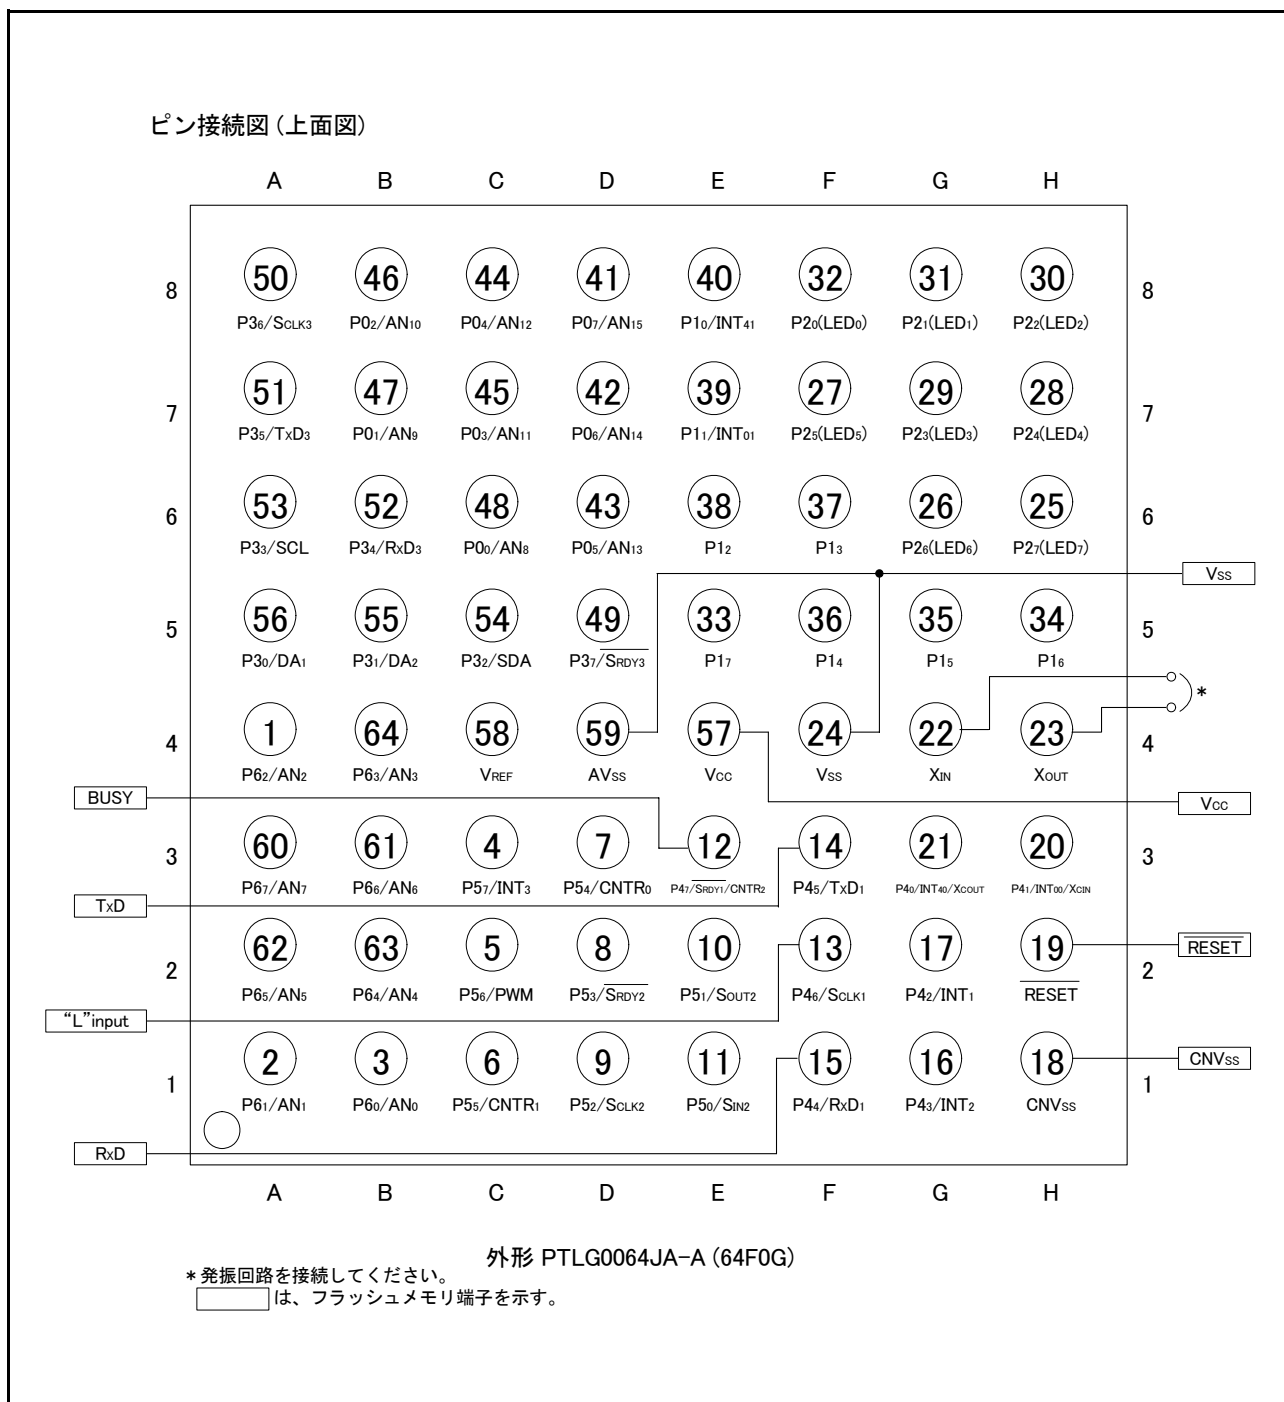 ピン接続図 (上面図)
A B C D E F G H
8 50 46 44 41 40 32 31 30 8
P36/SCLK3 P02/AN10 P04/AN12 P07/AN15 P10/INT41 P20(LED0) P21(LED1) P22(LED2)
7 51 47 45 42 39 27 29 28 7
P35/TxD3 P01/AN9 P03/AN11 P06/AN14 P11/INT01 P25(LED5) P23(LED3) P24(LED4)
6 53 52 48 43 38 37 26 25 6
P33/SCL P34/RxD3 P00/AN8 P05/AN13 P12 P13 P26(LED6) P27(LED7)
Vss
5 56 55 54 49 33 36 35 34 5
P30/DA1 P31/DA2 P32/SDA P37/SRDY3 P17 P14 P15 P16
*
4 1 64 58 59 57 24 22 23 4
P62/AN2 P63/AN3 VREF AVss Vcc Vss XIN XOUT
BUSY
Vcc
3 60 61 4 7 12 14 21 20 3
P67/AN7 P66/AN6 P57/INT3 P54/CNTR0 P47/SRDY1/CNTR2 P45/TxD1 P40/INT40/XCOUT P41/INT00/XCIN
TxD
2 62 63 5 8 10 13 17 19 2
RESET
P65/AN5 P64/AN4 P56/PWM P53/SRDY2 P51/SOUT2 P46/SCLK1 P42/INT1 RESET
“L”input
1 2 3 6 9 11 15 16 18 1
CNVss
P61/AN1 P60/AN0 P55/CNTR1 P52/SCLK2 P50/SIN2 P44/RxD1 P43/INT2 CNVss
RxD
A B C D E F G H
外形 PTLG0064JA-A (64F0G)
* 発振回路を接続してください。
は、フラッシュメモリ端子を示す。